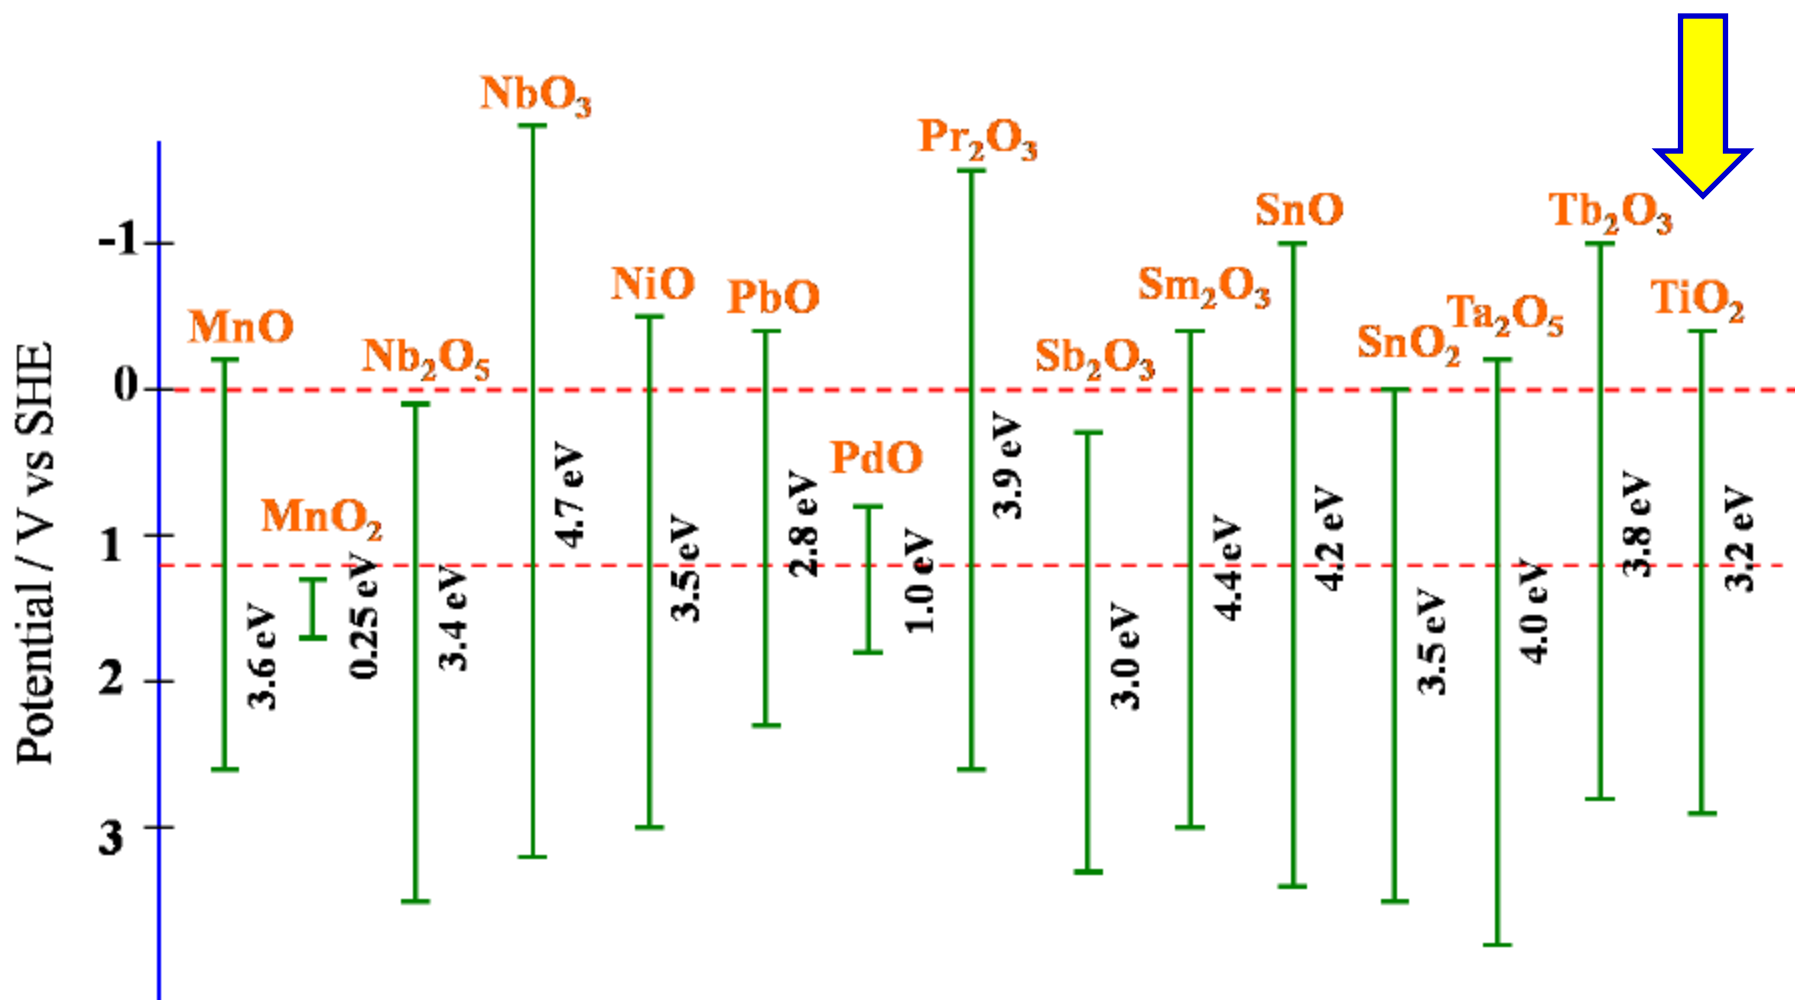 Potential / V vs SHE
-1
0
1
2
3
MnO
3.6 eV
MnO₂
0.25 eV
Nb₂O₅
3.4 eV
NbO₃
4.7 eV
NiO
3.5 eV
PbO
2.8 eV
PdO
1.0 eV
Pr₂O₃
3.9 eV
Sb₂O₃
3.0 eV
Sm₂O₃
4.4 eV
SnO
4.2 eV
SnO₂
3.5 eV
Ta₂O₅
4.0 eV
Tb₂O₃
3.8 eV
TiO₂
3.2 eV